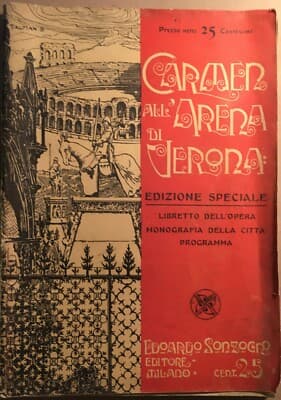 Prezzo netto 25 Centesimi
CARMEN
ALL'ARENA
DI
VERONA:
EDIZIONE SPECIALE
LIBRETTO DELL'OPERA
MONOGRAFIA DELLA CITTÀ
PROGRAMMA
EDOARDO SONZOGNO
EDITORE
MILANO
CENT. 25